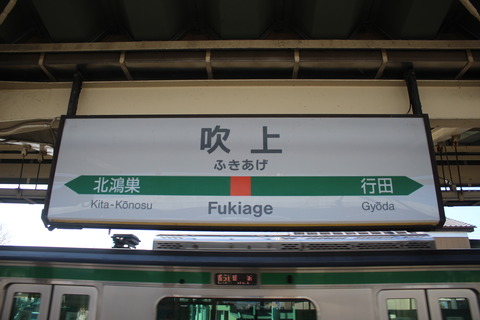 吹上
ふきあげ
北鴻巣
行田
Kita-Kōnosu
Fukiage
Gyōda